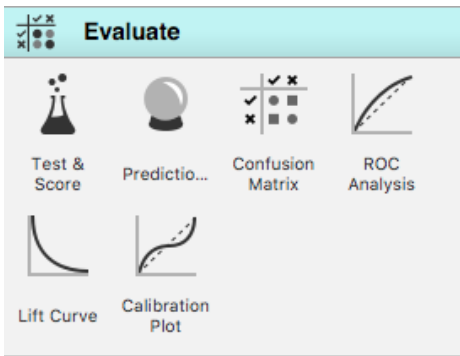 Evaluate
Test &
Score
Predictio...
Confusion
Matrix
ROC
Analysis
Lift Curve
Calibration
Plot